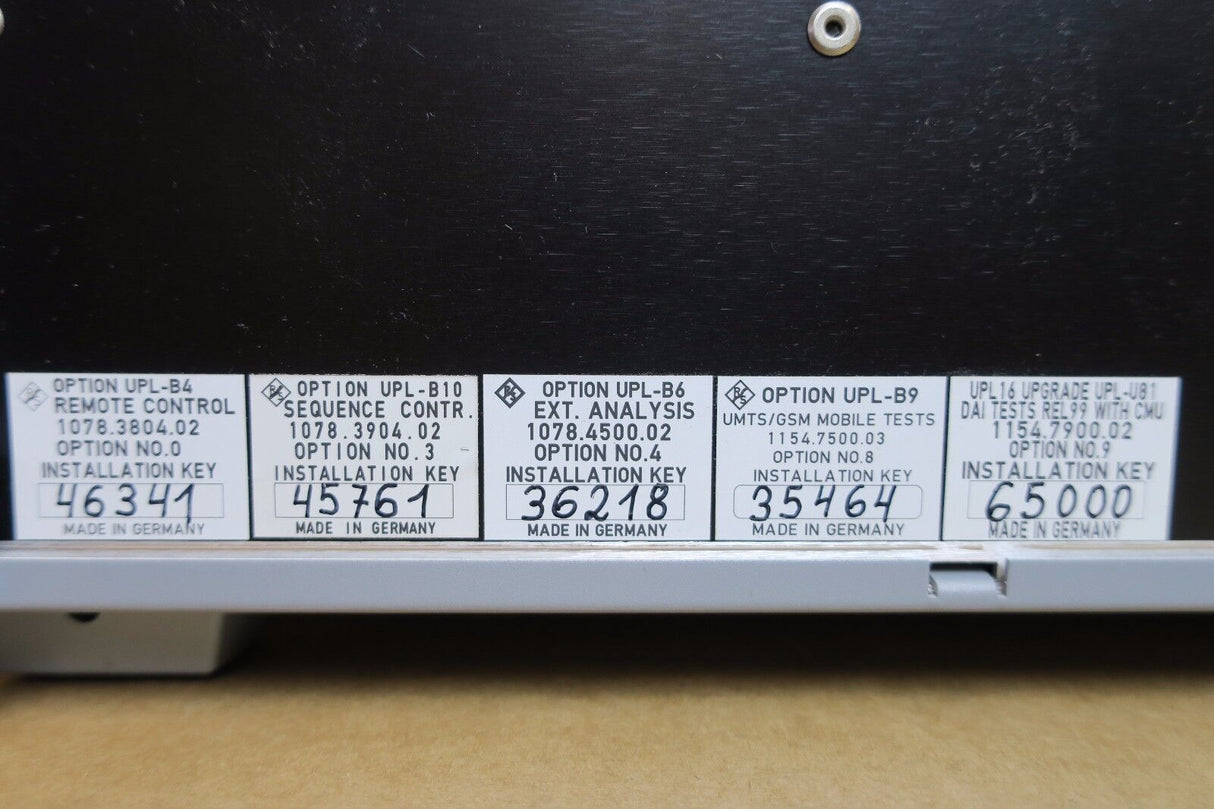 OPTION UPL-B4
REMOTE CONTROL
1078.3804.02
OPTION NO.0
INSTALLATION KEY
46341
MADE IN GERMANY
R S
OPTION UPL-B10
SEQUENCE CONTR.
1078.3904.02
OPTION NO.3
INSTALLATION KEY
45761
MADE IN GERMANY
R S
OPTION UPL-B6
EXT. ANALYSIS
1078.4500.02
OPTION NO.4
INSTALLATION KEY
36218
MADE IN GERMANY
R S
OPTION UPL-B9
UMTS/GSM MOBILE TESTS
1154.7500.03
OPTION NO.8
INSTALLATION KEY
35464
MADE IN GERMANY
UPL16 UPGRADE UPL-U81
DAI TESTS REL99 WITH CMU
1154.7900.02
OPTION NO.9
INSTALLATION KEY
65000
MADE IN GERMANY